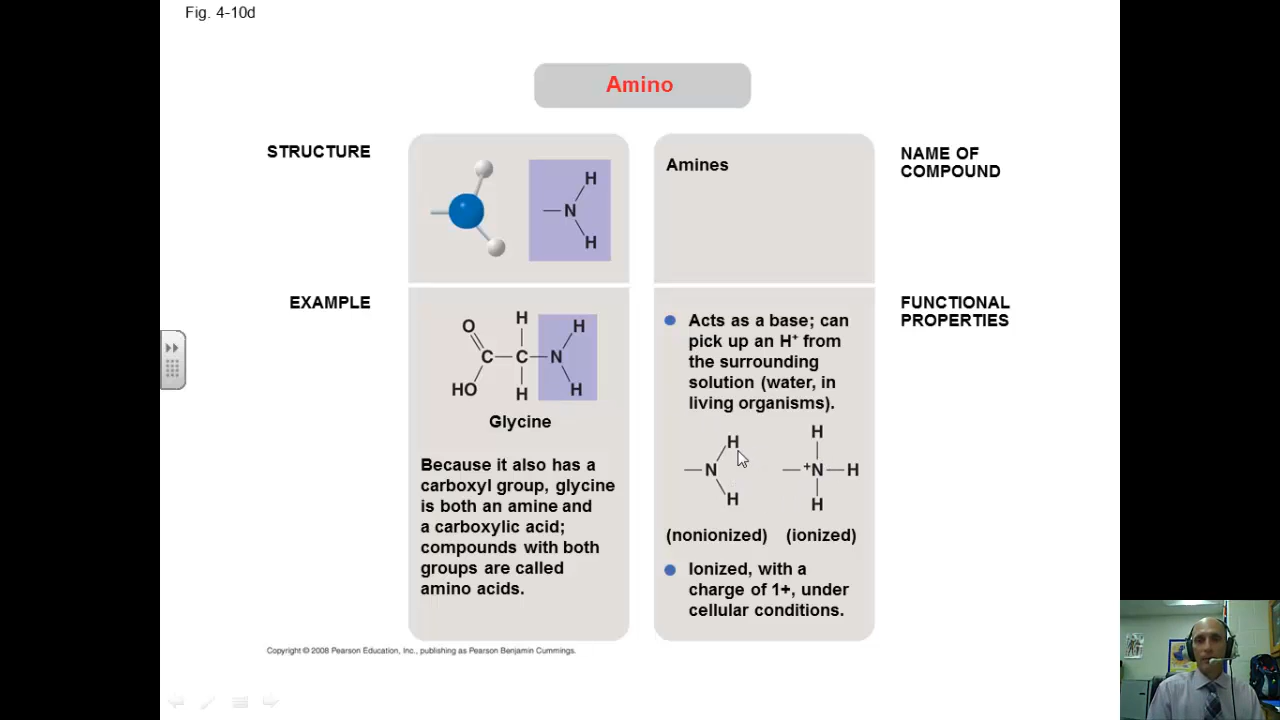 Fig. 4-10d
Amino
STRUCTURE
H
N
H
Amines
NAME OF
COMPOUND
EXAMPLE
O H H
C C N
HO H H
Glycine
Because it also has a
carboxyl group, glycine
is both an amine and
a carboxylic acid;
compounds with both
groups are called
amino acids.
Acts as a base; can
pick up an H⁺ from
the surrounding
solution (water, in
living organisms).
H
N
H
H
⁺N H
H
(nonionized) (ionized)
Ionized, with a
charge of 1+, under
cellular conditions.
FUNCTIONAL
PROPERTIES
Copyright © 2008 Pearson Education, Inc., publishing as Pearson Benjamin Cummings.